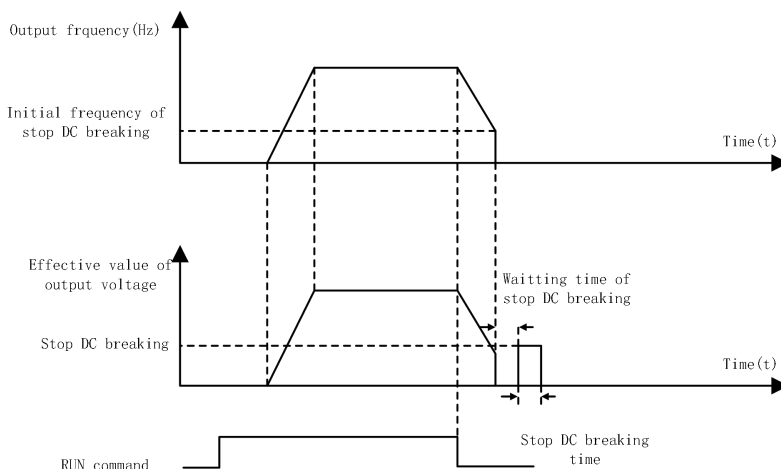 Output frquency(Hz)
Initial frequency of
stop DC breaking
Time(t)
Effective value of
output voltage
Waitting time of
stop DC breaking
Stop DC breaking
Time(t)
Stop DC breaking
time
RUN command